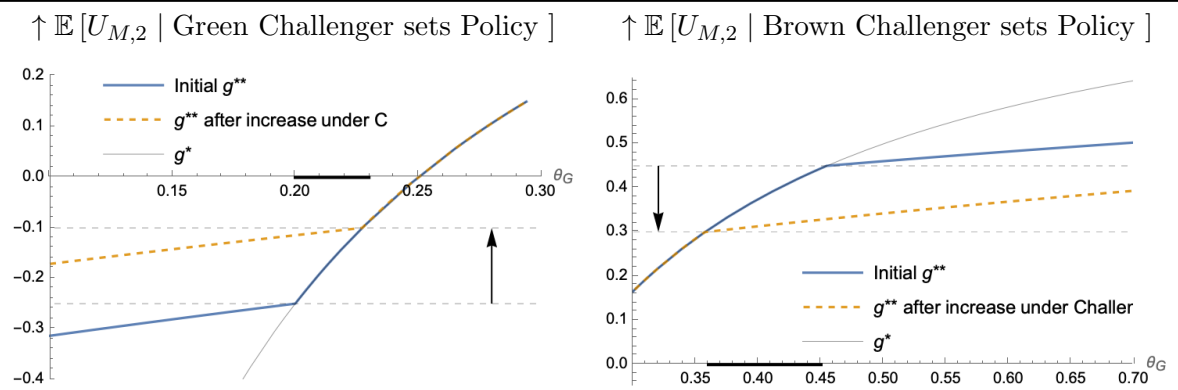 ↑ 𝔼 [U_{M,2} | Green Challenger sets Policy ]
0.2
0.1
0.0
−0.1
−0.2
−0.3
−0.4
0.15
0.20
0.25
0.30
θ_G
Initial g**
g** after increase under C
g*
↑ 𝔼 [U_{M,2} | Brown Challenger sets Policy ]
0.6
0.5
0.4
0.3
0.2
0.1
0.0
0.35
0.40
0.45
0.50
0.55
0.60
0.65
0.70
θ_G
Initial g**
g** after increase under Challer
g*